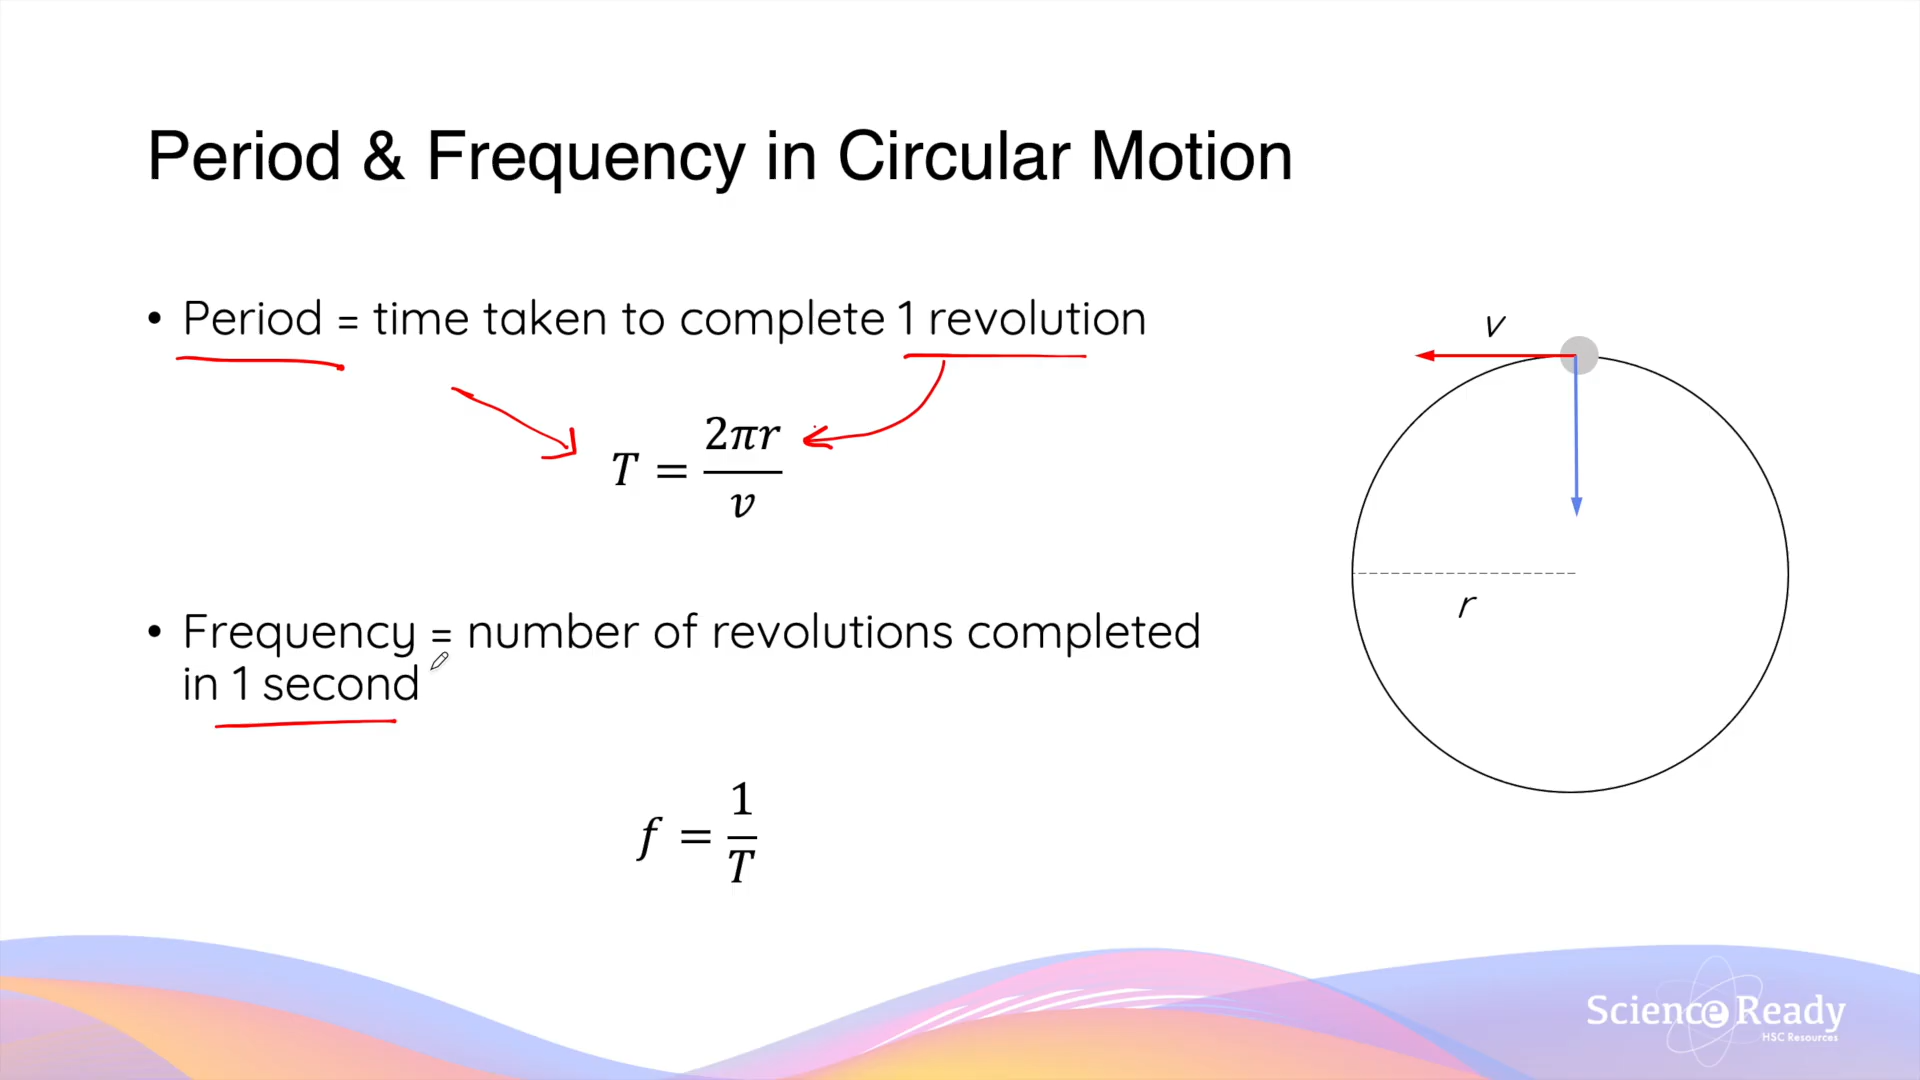 Period & Frequency in Circular Motion
• Period = time taken to complete 1 revolution
T = 2πr / v
• Frequency = number of revolutions completed
in 1 second
f = 1 / T
v
r
Science Ready
HSC Resources